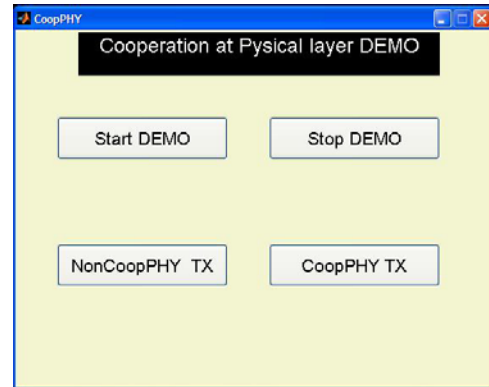 CoopPHY
Cooperation at Pysical layer DEMO
Start DEMO
Stop DEMO
NonCoopPHY TX
CoopPHY TX